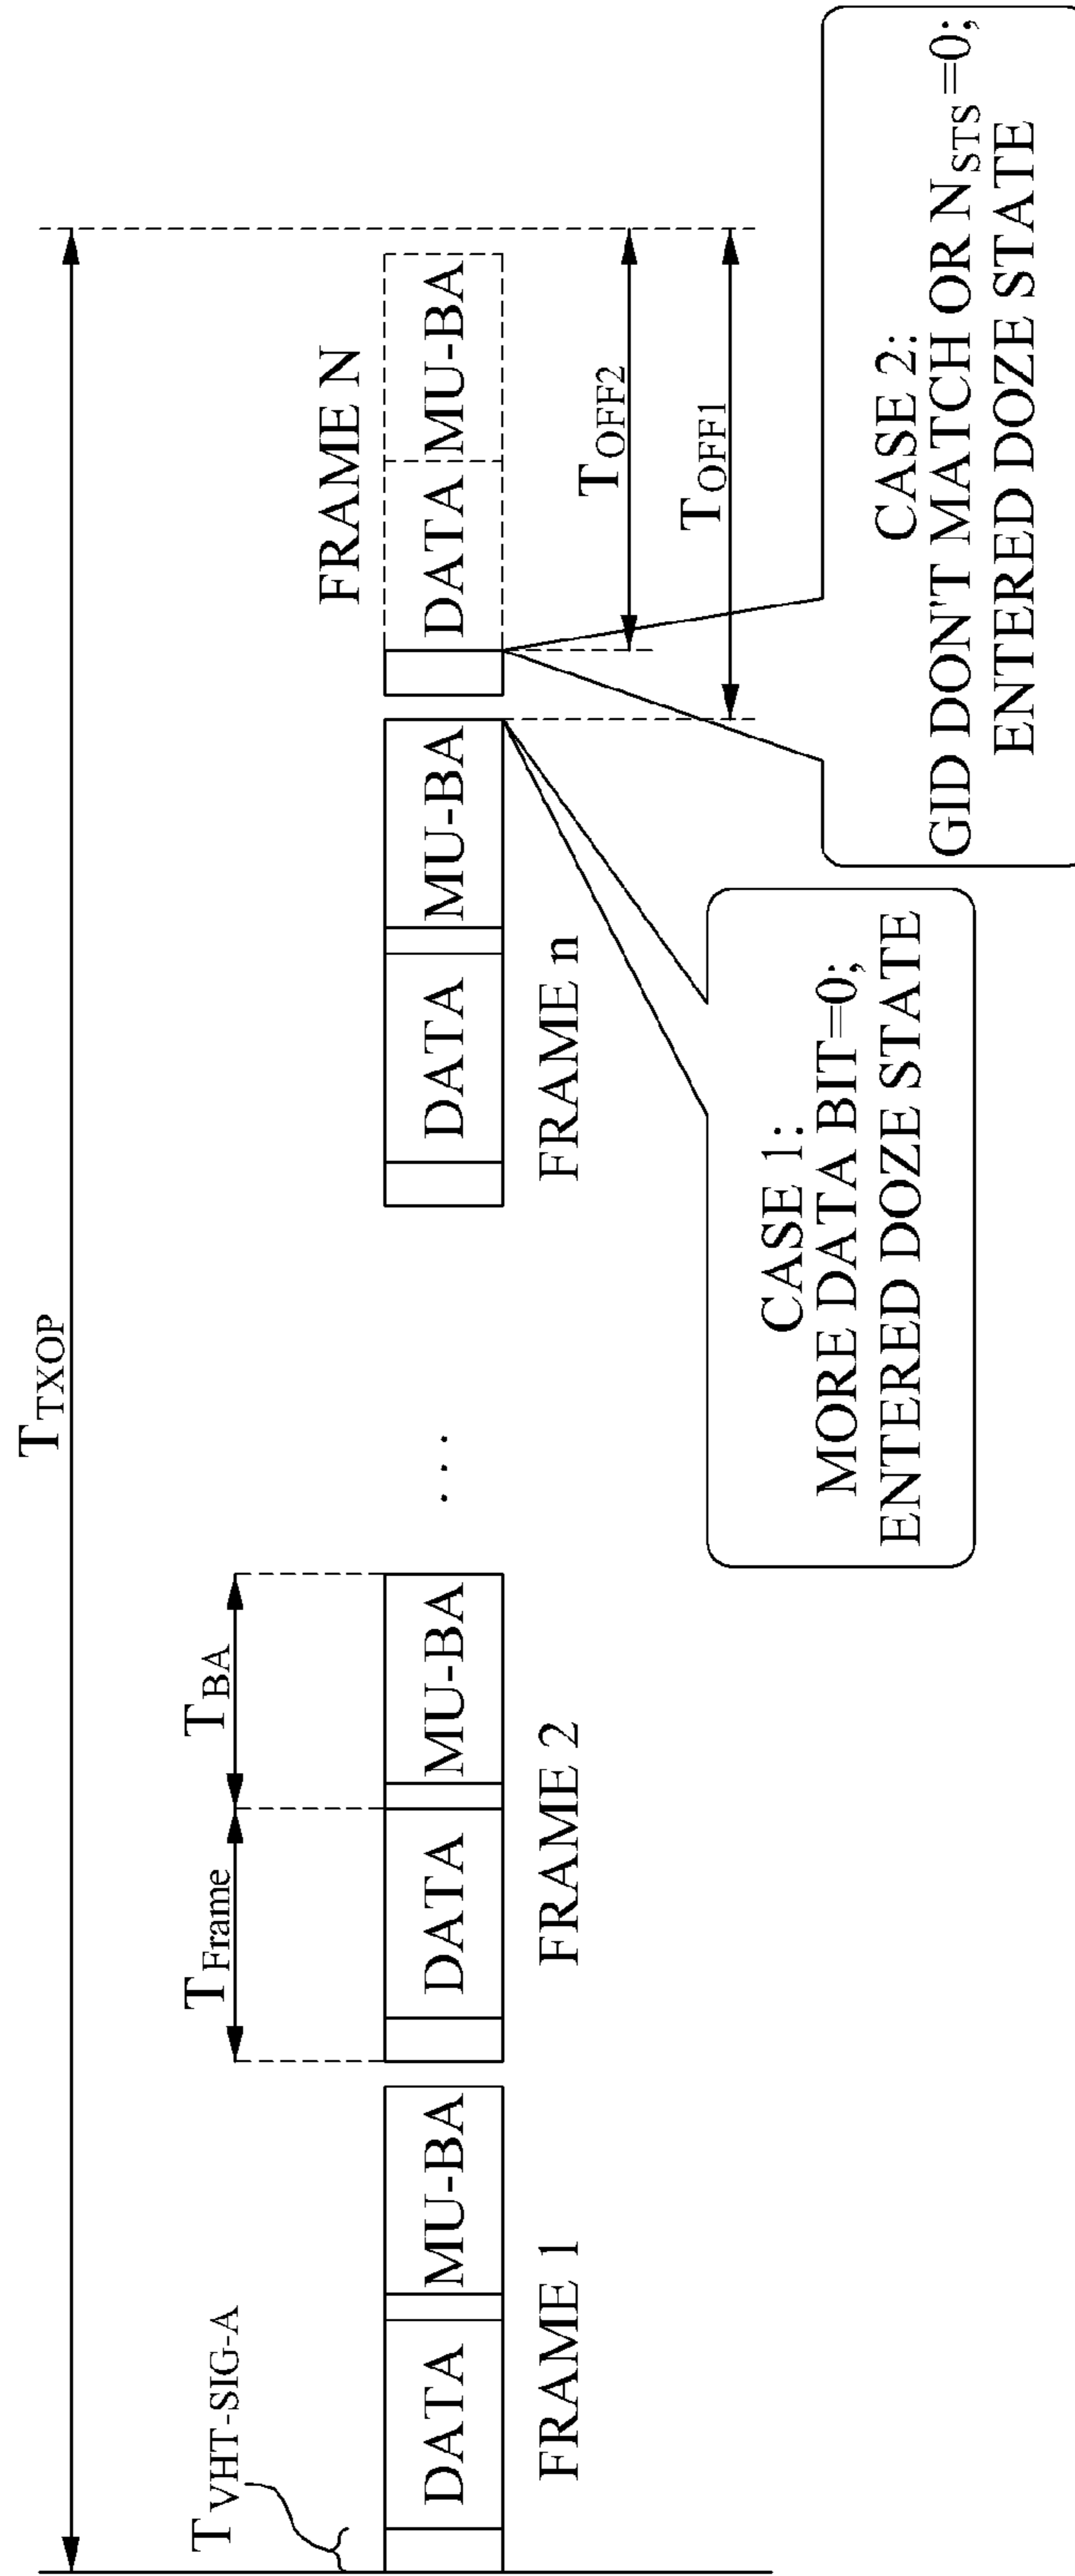 T_TXOP
T_VHT-SIG-A
T_Frame
T_BA
FRAME N
DATA MU-BA DATA MU-BA ... DATA MU-BA DATA MU-BA
FRAME 1
FRAME 2
FRAME n
T_OFF2
T_OFF1
CASE 1:
MORE DATA BIT=0;
ENTERED DOZE STATE
CASE 2:
GID DON'T MATCH OR N_STS=0;
ENTERED DOZE STATE